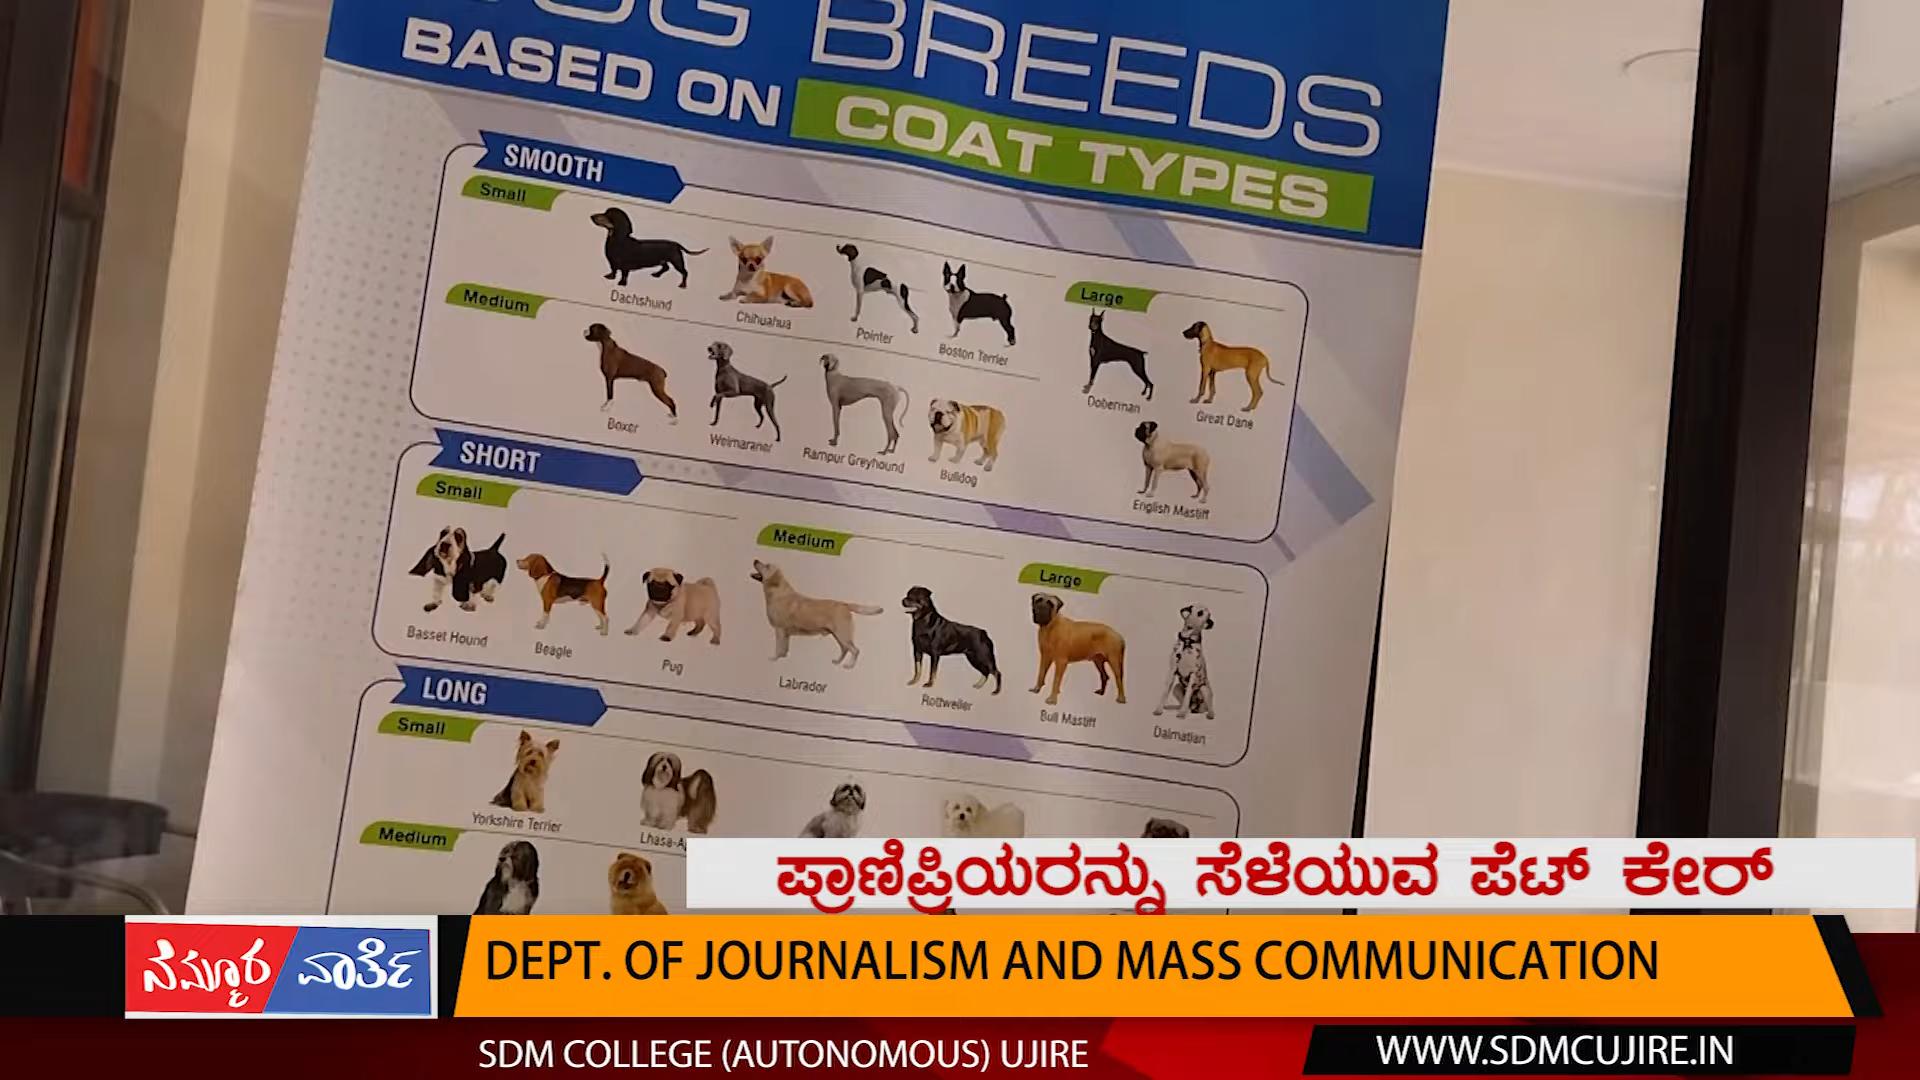 DOG BREEDS
BASED ON COAT TYPES
SMOOTH
Small
Dachshund
Chihuahua
Pointer
Boston Terrier
Medium
Boxer
Weimaraner
Rampur Greyhound
Bulldog
Large
Doberman
Great Dane
English Mastiff
SHORT
Small
Basset Hound
Beagle
Pug
Medium
Labrador
Rottweiler
Large
Bull Mastiff
Dalmatian
LONG
Small
Yorkshire Terrier
Medium
ಪ್ರಾಣಿಪ್ರಿಯರನ್ನು ಸೆಳೆಯುವ ಪೆಟ್ ಕೇರ್
ನಮ್ಮೂರ ವಾರ್ತೆ
DEPT. OF JOURNALISM AND MASS COMMUNICATION
SDM COLLEGE (AUTONOMOUS) UJIRE
WWW.SDMCUJIRE.IN